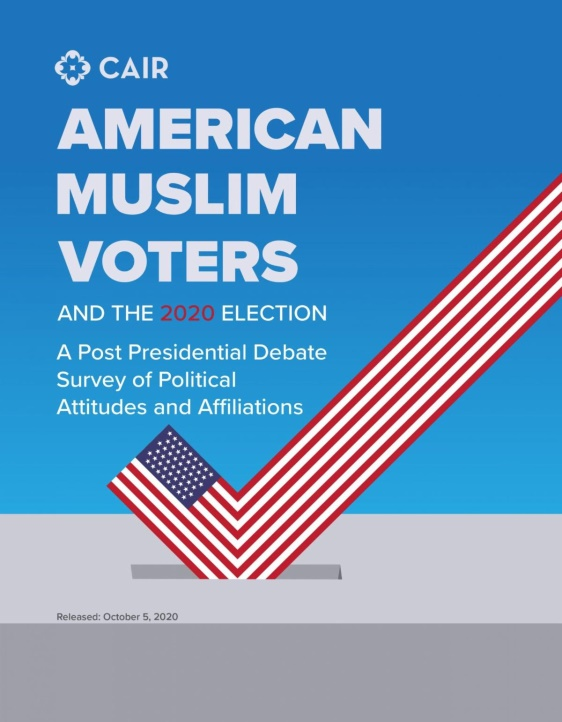 CAIR
AMERICAN
MUSLIM
VOTERS
AND THE 2020 ELECTION
A Post Presidential Debate
Survey of Political
Attitudes and Affiliations
Released: October 5, 2020